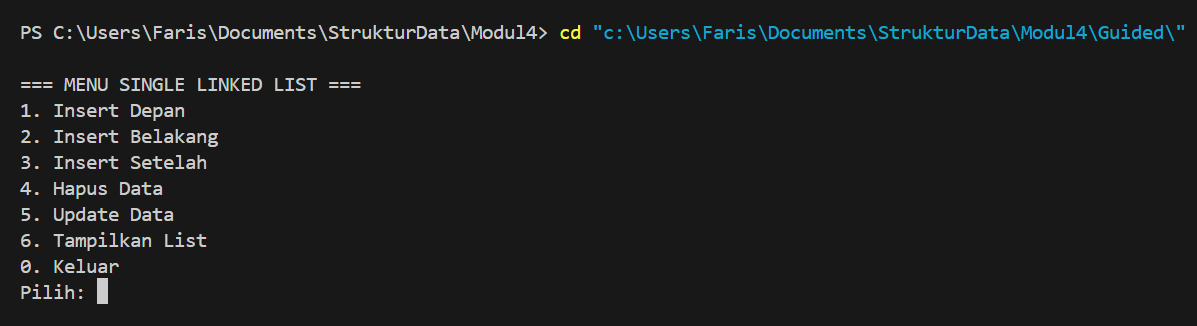 PS C:\Users\Faris\Documents\StrukturData\Modul4> cd "c:\Users\Faris\Documents\StrukturData\Modul4\Guided\"
=== MENU SINGLE LINKED LIST ===
1. Insert Depan
2. Insert Belakang
3. Insert Setelah
4. Hapus Data
5. Update Data
6. Tampilkan List
0. Keluar
Pilih: